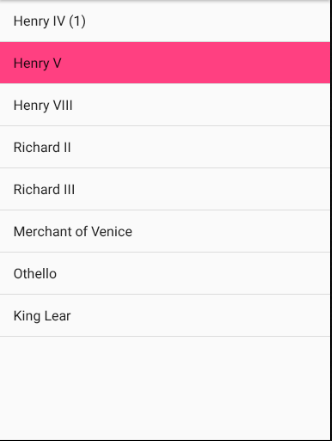 Henry IV (1)
Henry V
Henry VIII
Richard II
Richard III
Merchant of Venice
Othello
King Lear